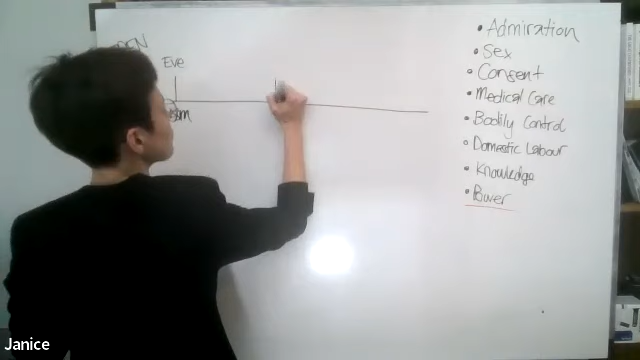 Eve
• Admiration
• Sex
• Consent
• Medical Care
• Bodily Control
• Domestic Labour
• Knowledge
• Power
Janice